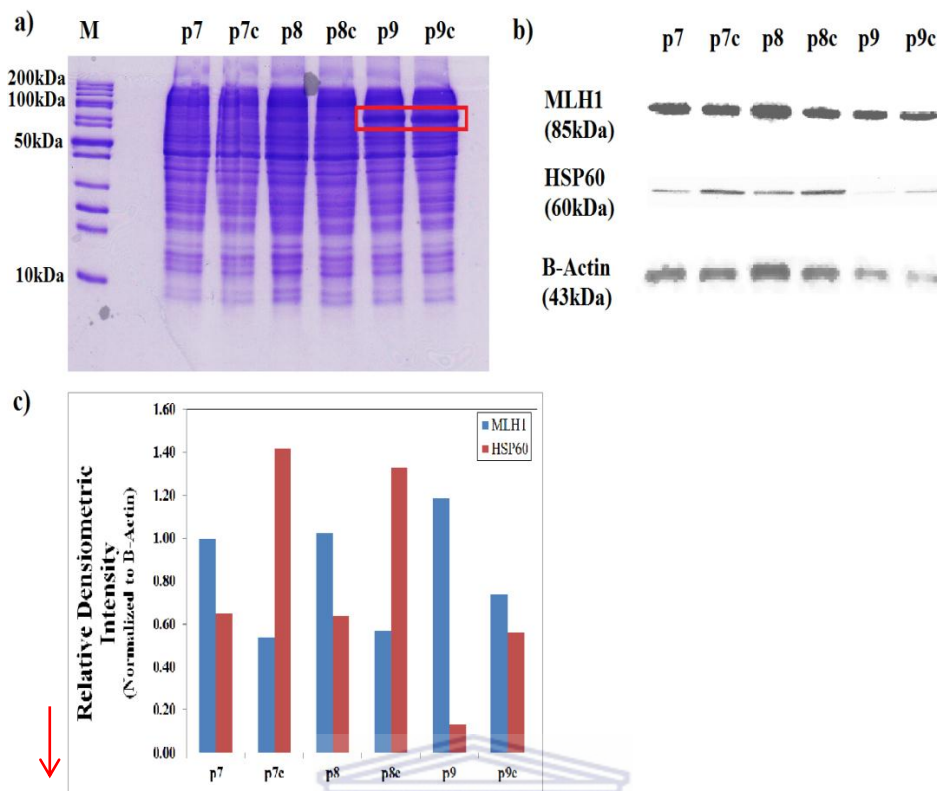 a)
M p7 p7c p8 p8c p9 p9c
200kDa
100kDa
50kDa
10kDa
b)
p7 p7c p8 p8c p9 p9c
MLH1
(85kDa)
HSP60
(60kDa)
B-Actin
(43kDa)
c)
Relative Densiometric
Intensity
(Normalized to B-Actin)
1.60
1.40
1.20
1.00
0.80
0.60
0.40
0.20
0.00
MLH1
HSP60
p7 p7c p8 p8c p9 p9c